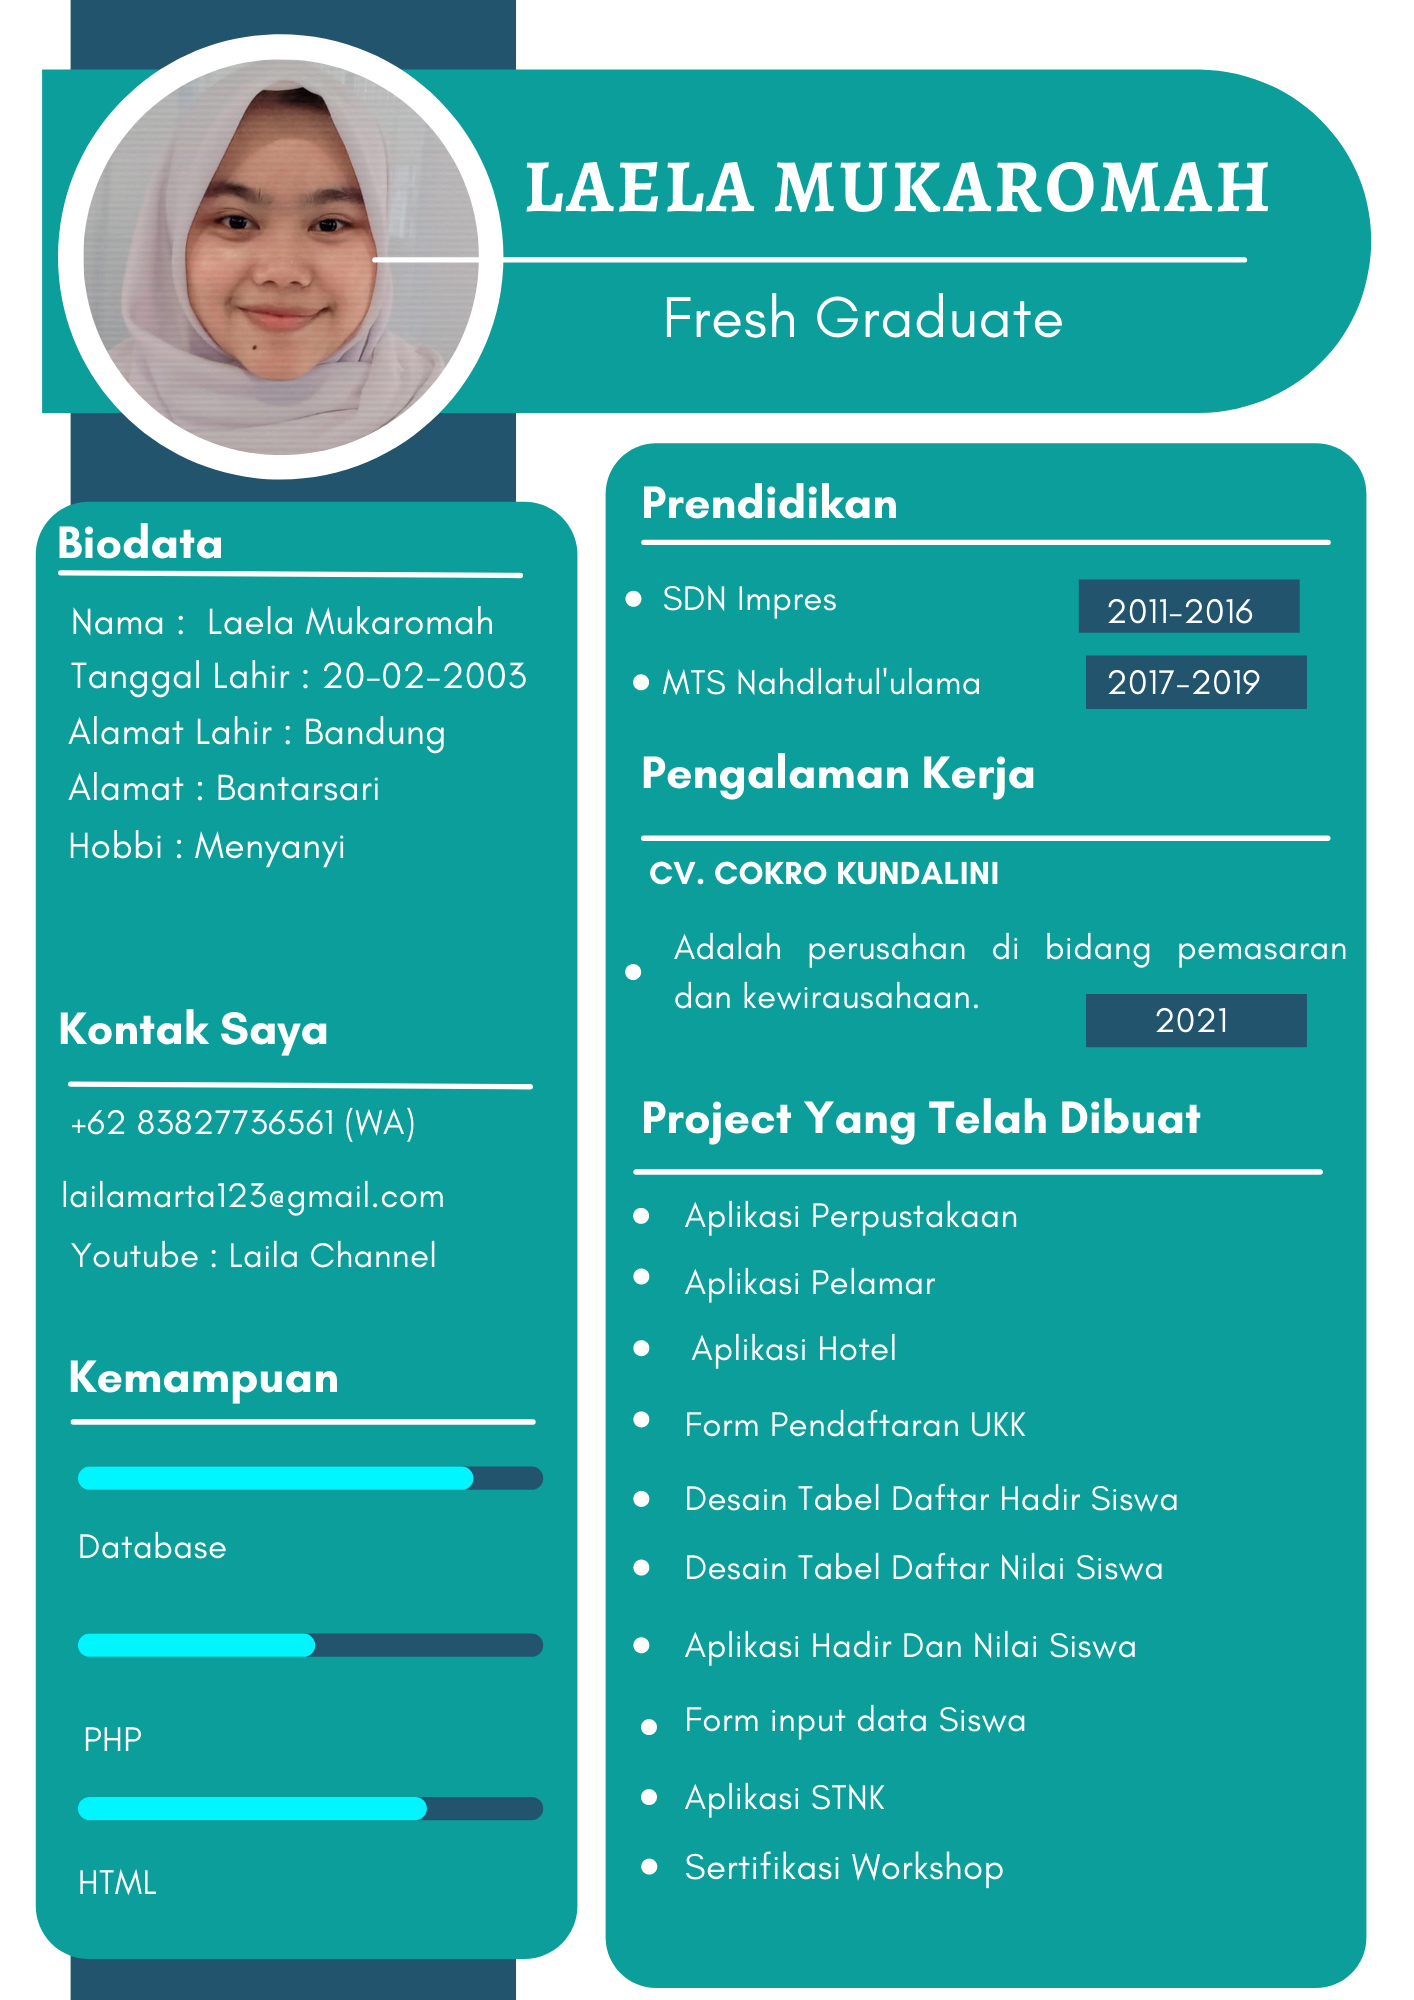 LAELA MUKAROMAH
Fresh Graduate
Biodata
Nama : Laela Mukaromah
Tanggal Lahir : 20-02-2003
Alamat Lahir : Bandung
Alamat : Bantarsari
Hobbi : Menyanyi
Kontak Saya
+62 83827736561 (WA)
lailamarta123@gmail.com
Youtube : Laila Channel
Kemampuan
Database
PHP
HTML
Prendidikan
SDN Impres 2011-2016
MTS Nahdlatul'ulama 2017-2019
Pengalaman Kerja
CV. COKRO KUNDALINI
Adalah perusahan di bidang pemasaran
dan kewirausahaan.
2021
Project Yang Telah Dibuat
Aplikasi Perpustakaan
Aplikasi Pelamar
Aplikasi Hotel
Form Pendaftaran UKK
Desain Tabel Daftar Hadir Siswa
Desain Tabel Daftar Nilai Siswa
Aplikasi Hadir Dan Nilai Siswa
Form input data Siswa
Aplikasi STNK
Sertifikasi Workshop